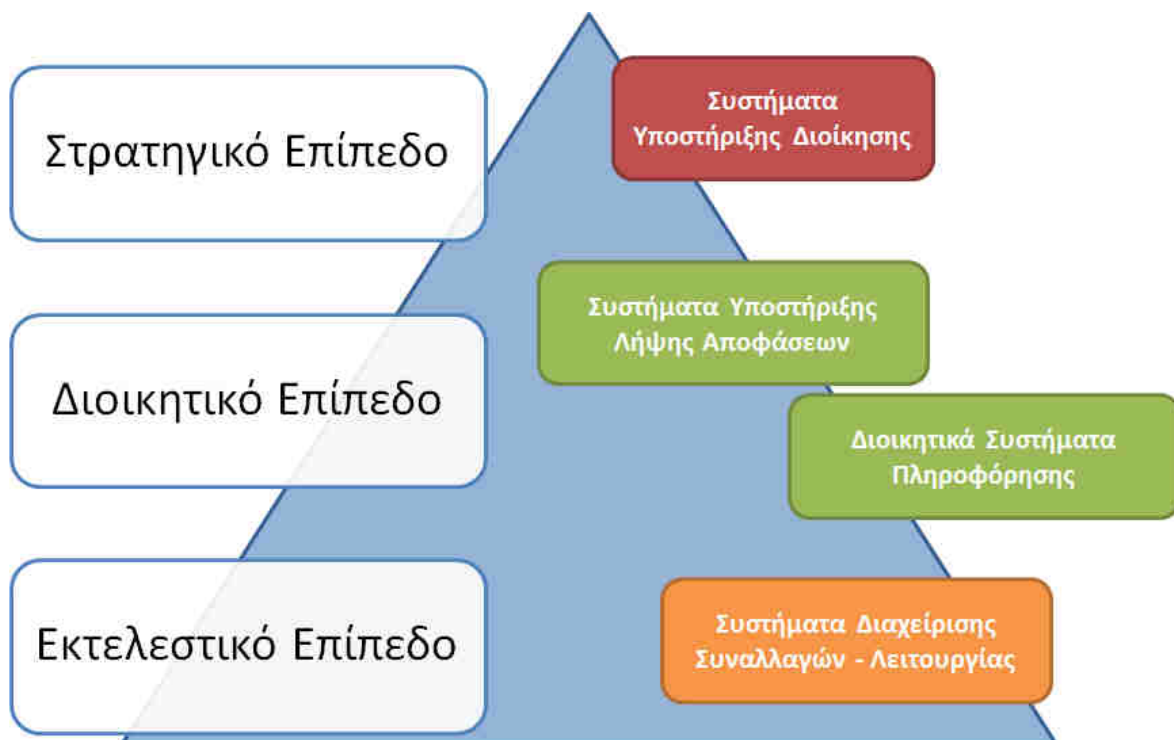 Στρατηγικό Επίπεδο
Συστήματα
Υποστήριξης Διοίκησης
Διοικητικό Επίπεδο
Συστήματα Υποστήριξης
Λήψης Αποφάσεων
Διοικητικά Συστήματα
Πληροφόρησης
Εκτελεστικό Επίπεδο
Συστήματα Διαχείρισης
Συναλλαγών - Λειτουργίας